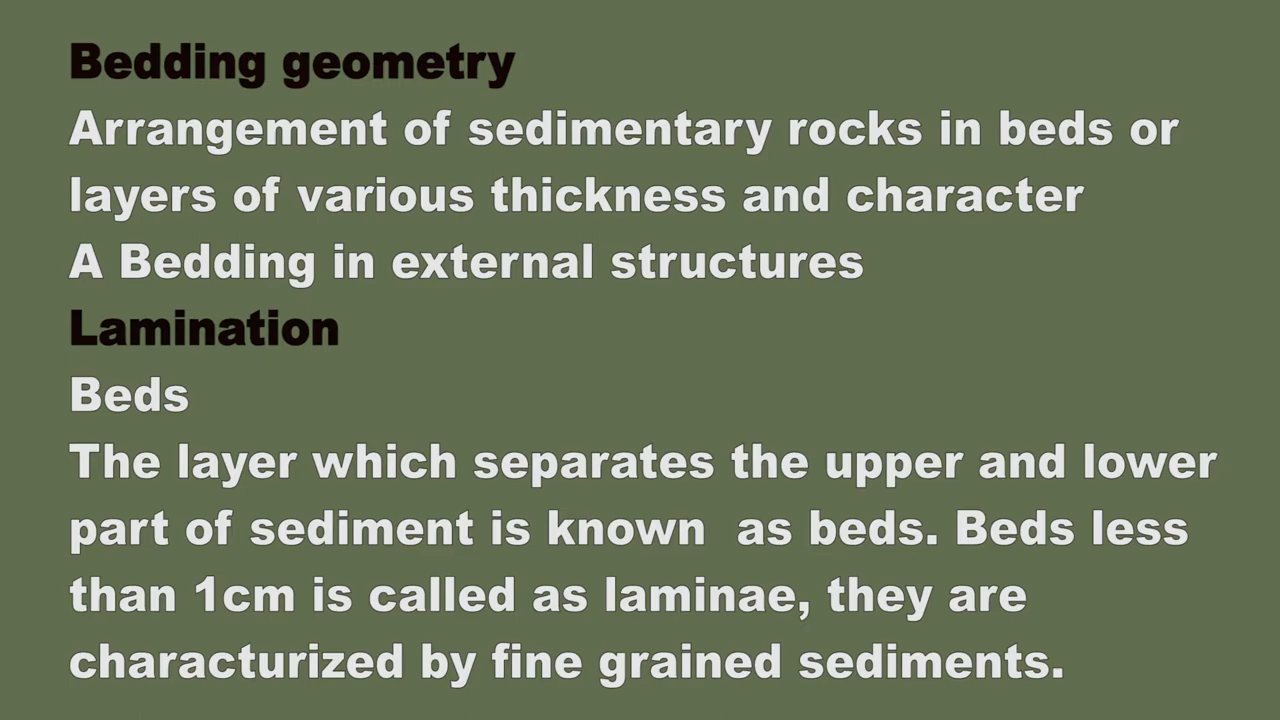 Bedding geometry
Arrangement of sedimentary rocks in beds or
layers of various thickness and character
A Bedding in external structures
Lamination
Beds
The layer which separates the upper and lower
part of sediment is known  as beds. Beds less
than 1cm is called as laminae, they are
characturized by fine grained sediments.